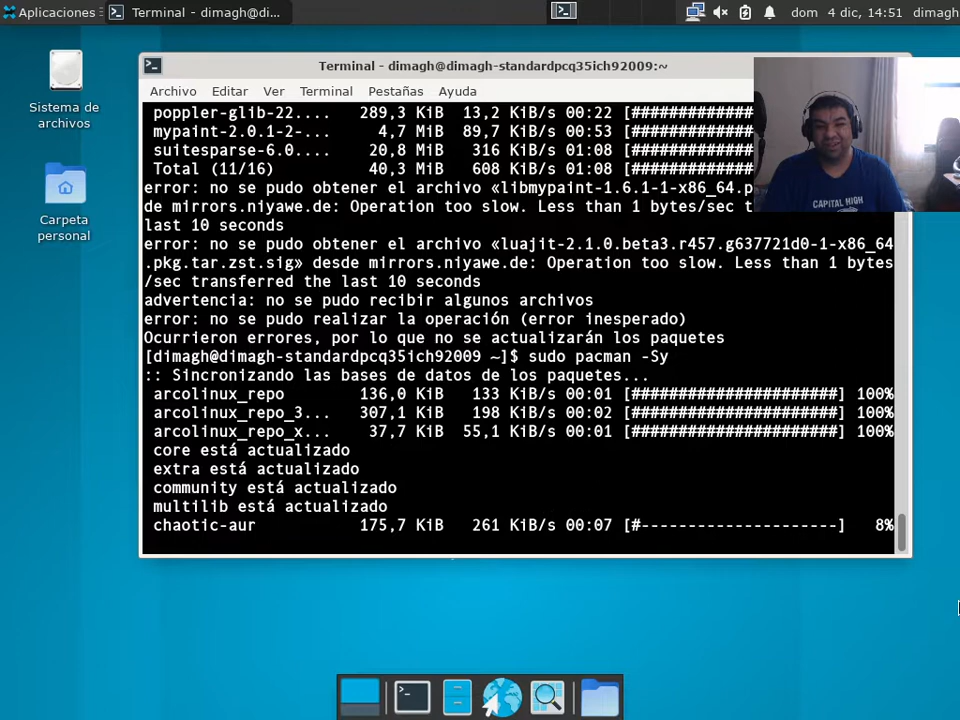 Aplicaciones
Terminal - dimagh@di...
dom 4 dic, 14:51
dimagh
Sistema de
archivos
Carpeta
personal
Terminal - dimagh@dimagh-standardpcq35ich92009:~
Archivo Editar Ver Terminal Pestañas Ayuda
poppler-glib-22.... 289,3 KiB 13,2 KiB/s 00:22 [#############
mypaint-2.0.1-2-... 4,7 MiB 89,7 KiB/s 00:53 [#############
suitesparse-6.0.... 20,8 MiB 316 KiB/s 01:08 [#############
Total (11/16) 40,3 MiB 608 KiB/s 01:08 [#############
error: no se pudo obtener el archivo «libmypaint-1.6.1-1-x86_64.p
de mirrors.niyawe.de: Operation too slow. Less than 1 bytes/sec t
last 10 seconds
error: no se pudo obtener el archivo «luajit-2.1.0.beta3.r457.g637721d0-1-x86_64
.pkg.tar.zst.sig» desde mirrors.niyawe.de: Operation too slow. Less than 1 bytes
/sec transferred the last 10 seconds
advertencia: no se pudo recibir algunos archivos
error: no se pudo realizar la operación (error inesperado)
Ocurrieron errores, por lo que no se actualizarán los paquetes
[dimagh@dimagh-standardpcq35ich92009 ~]$ sudo pacman -Sy
:: Sincronizando las bases de datos de los paquetes...
arcolinux_repo 136,0 KiB 133 KiB/s 00:01 [######################] 100%
arcolinux_repo_3... 307,1 KiB 198 KiB/s 00:02 [######################] 100%
arcolinux_repo_x... 37,7 KiB 55,1 KiB/s 00:01 [######################] 100%
core está actualizado
extra está actualizado
community está actualizado
multilib está actualizado
chaotic-aur 175,7 KiB 261 KiB/s 00:07 [#---------------------] 8%
CAPITAL HIGH